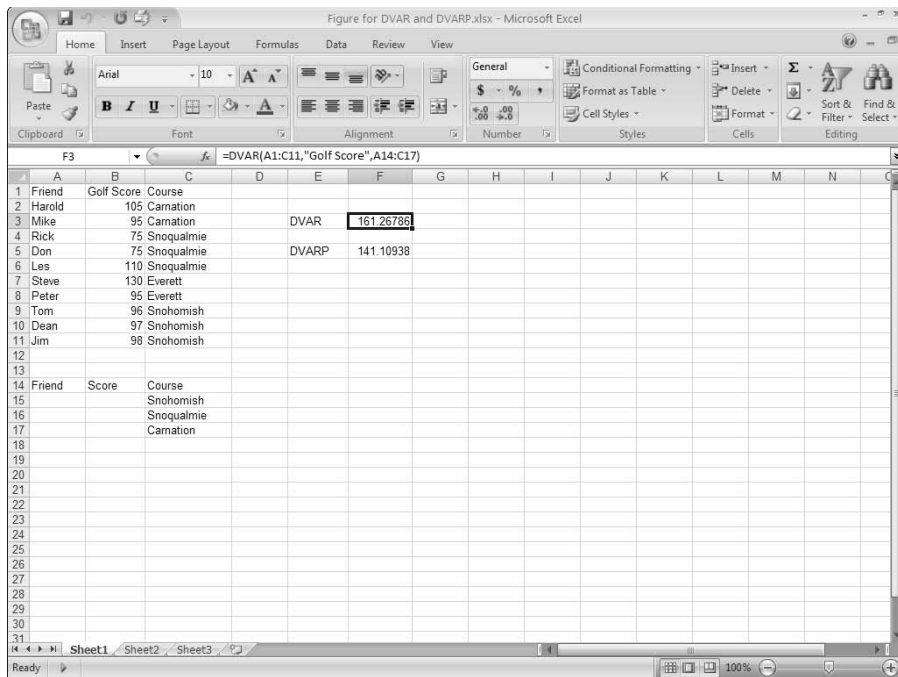 Figure for DVAR and DVARP.xlsx - Microsoft Excel
Home Insert Page Layout Formulas Data Review View
Paste
Clipboard
Arial 10 A A
B I U A
Font
Alignment
General
$ % ,
.0 .00 .00 .0
Number
Conditional Formatting
Format as Table
Cell Styles
Styles
Insert
Delete
Format
Cells
Σ
Sort & Filter
Find & Select
Editing
F3 fx =DVAR(A1:C11,"Golf Score",A14:C17)
A B C D E F G H I J K L M N
1 Friend Golf Score Course
2 Harold 105 Carnation
3 Mike 95 Carnation DVAR 161.26786
4 Rick 75 Snoqualmie
5 Don 75 Snoqualmie DVARP 141.10938
6 Les 110 Snoqualmie
7 Steve 130 Everett
8 Peter 95 Everett
9 Tom 96 Snohomish
10 Dean 97 Snohomish
11 Jim 98 Snohomish
12
13
14 Friend Score Course
15 Snohomish
16 Snoqualmie
17 Carnation
18
19
20
21
22
23
24
25
26
27
28
29
30
31
Sheet1 Sheet2 Sheet3
Ready 100%